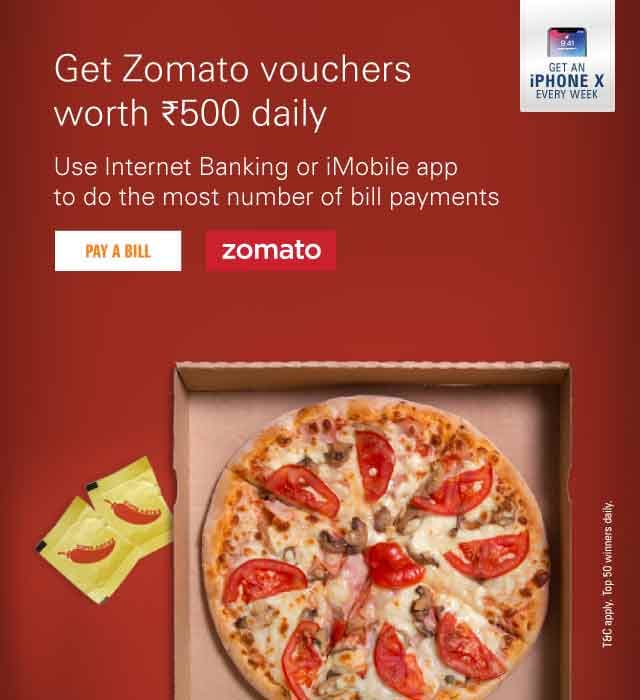 Get Zomato vouchers
worth ₹500 daily
Use Internet Banking or iMobile app
to do the most number of bill payments
PAY A BILL
zomato
9:41
GET AN
iPHONE X
EVERY WEEK
T&C apply. Top 50 winners daily.